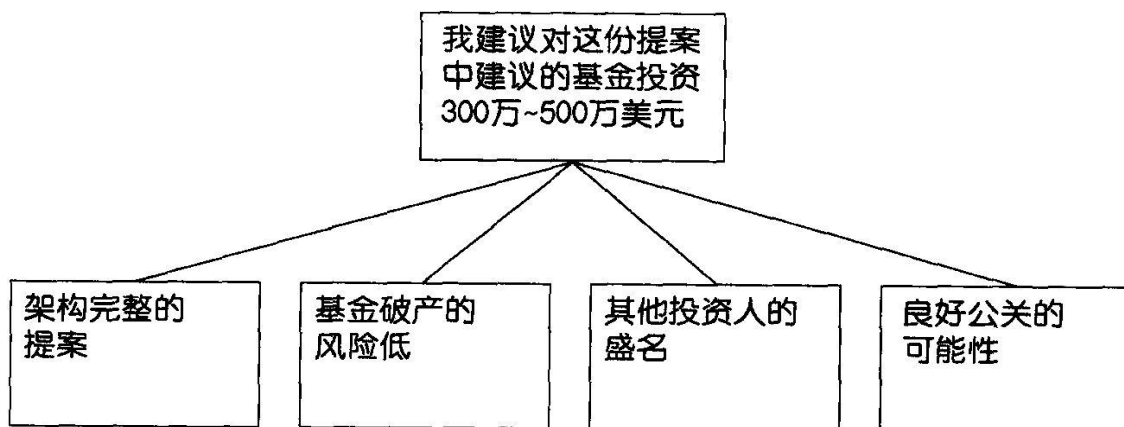 我建议对这份提案
中建议的基金投资
300万~500万美元
架构完整的
提案
基金破产的
风险低
其他投资人的
盛名
良好公关的
可能性